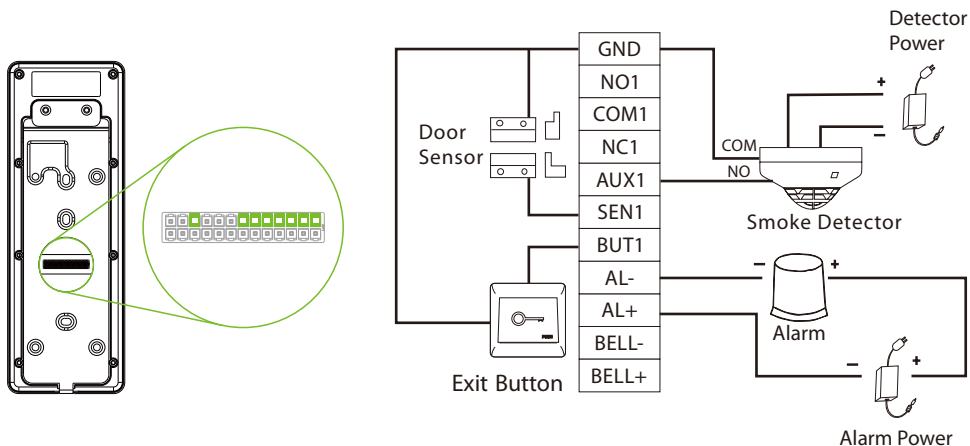 Detector
Power
GND
NO1
COM1
NC1
AUX1
SEN1
BUT1
AL-
AL+
BELL-
BELL+
Door
Sensor
COM
NO
+
−
Smoke Detector
−
+
Alarm
Exit Button
−
+
Alarm Power